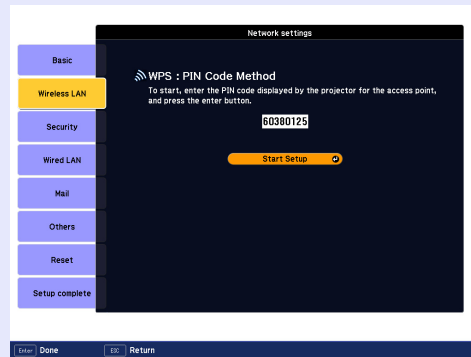 Network settings
Basic
Wireless LAN
Security
Wired LAN
Mail
Others
Reset
Setup complete
WPS : PIN Code Method
To start, enter the PIN code displayed by the projector for the access point,
and press the enter button.
60380125
Start Setup
Enter Done ESC Return